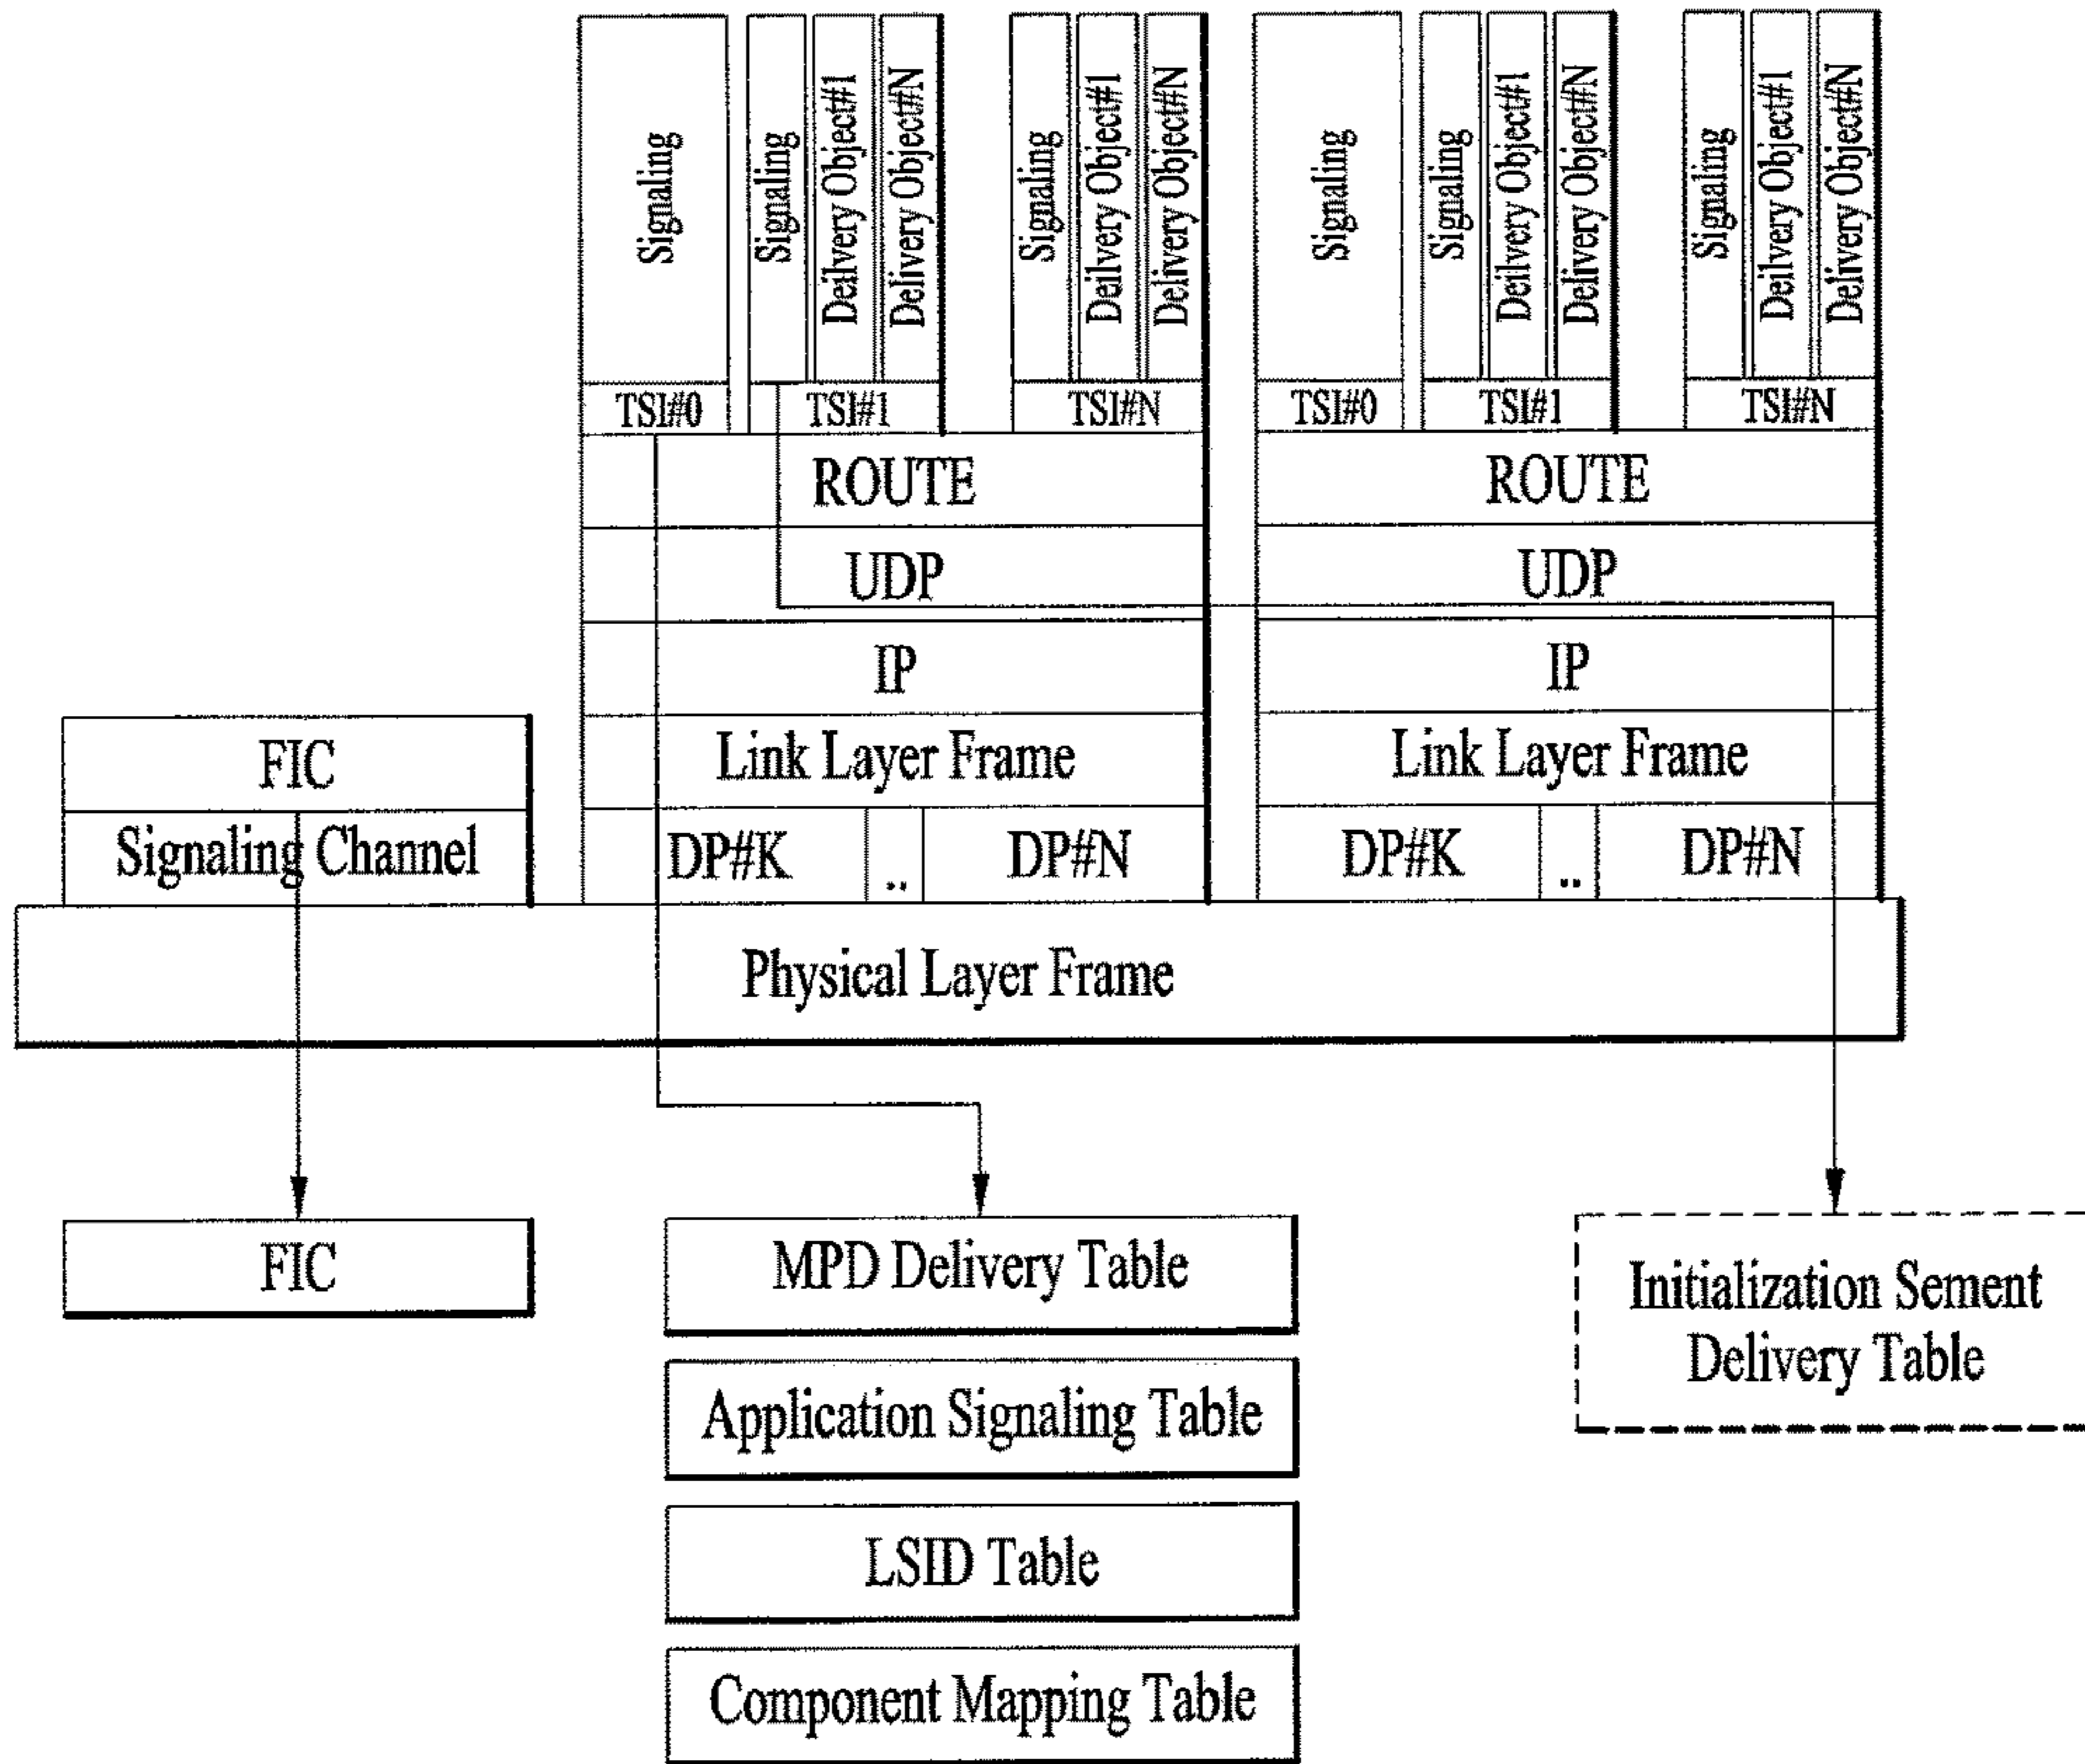 Signaling
Signaling
Deilvery Object#1
Delivery Object#N
Signaling
Deilvery Object#1
Delivery Object#N
Signaling
Signaling
Deilvery Object#1
Delivery Object#N
Signaling
Deilvery Object#1
Delivery Object#N
TSI#0
TSI#1
TSI#N
TSI#0
TSI#1
TSI#N
ROUTE
ROUTE
UDP
UDP
IP
IP
FIC
Link Layer Frame
Link Layer Frame
Signaling Channel
DP#K
..
DP#N
DP#K
..
DP#N
Physical Layer Frame
FIC
MPD Delivery Table
Initialization Sement
Delivery Table
Application Signaling Table
LSID Table
Component Mapping Table